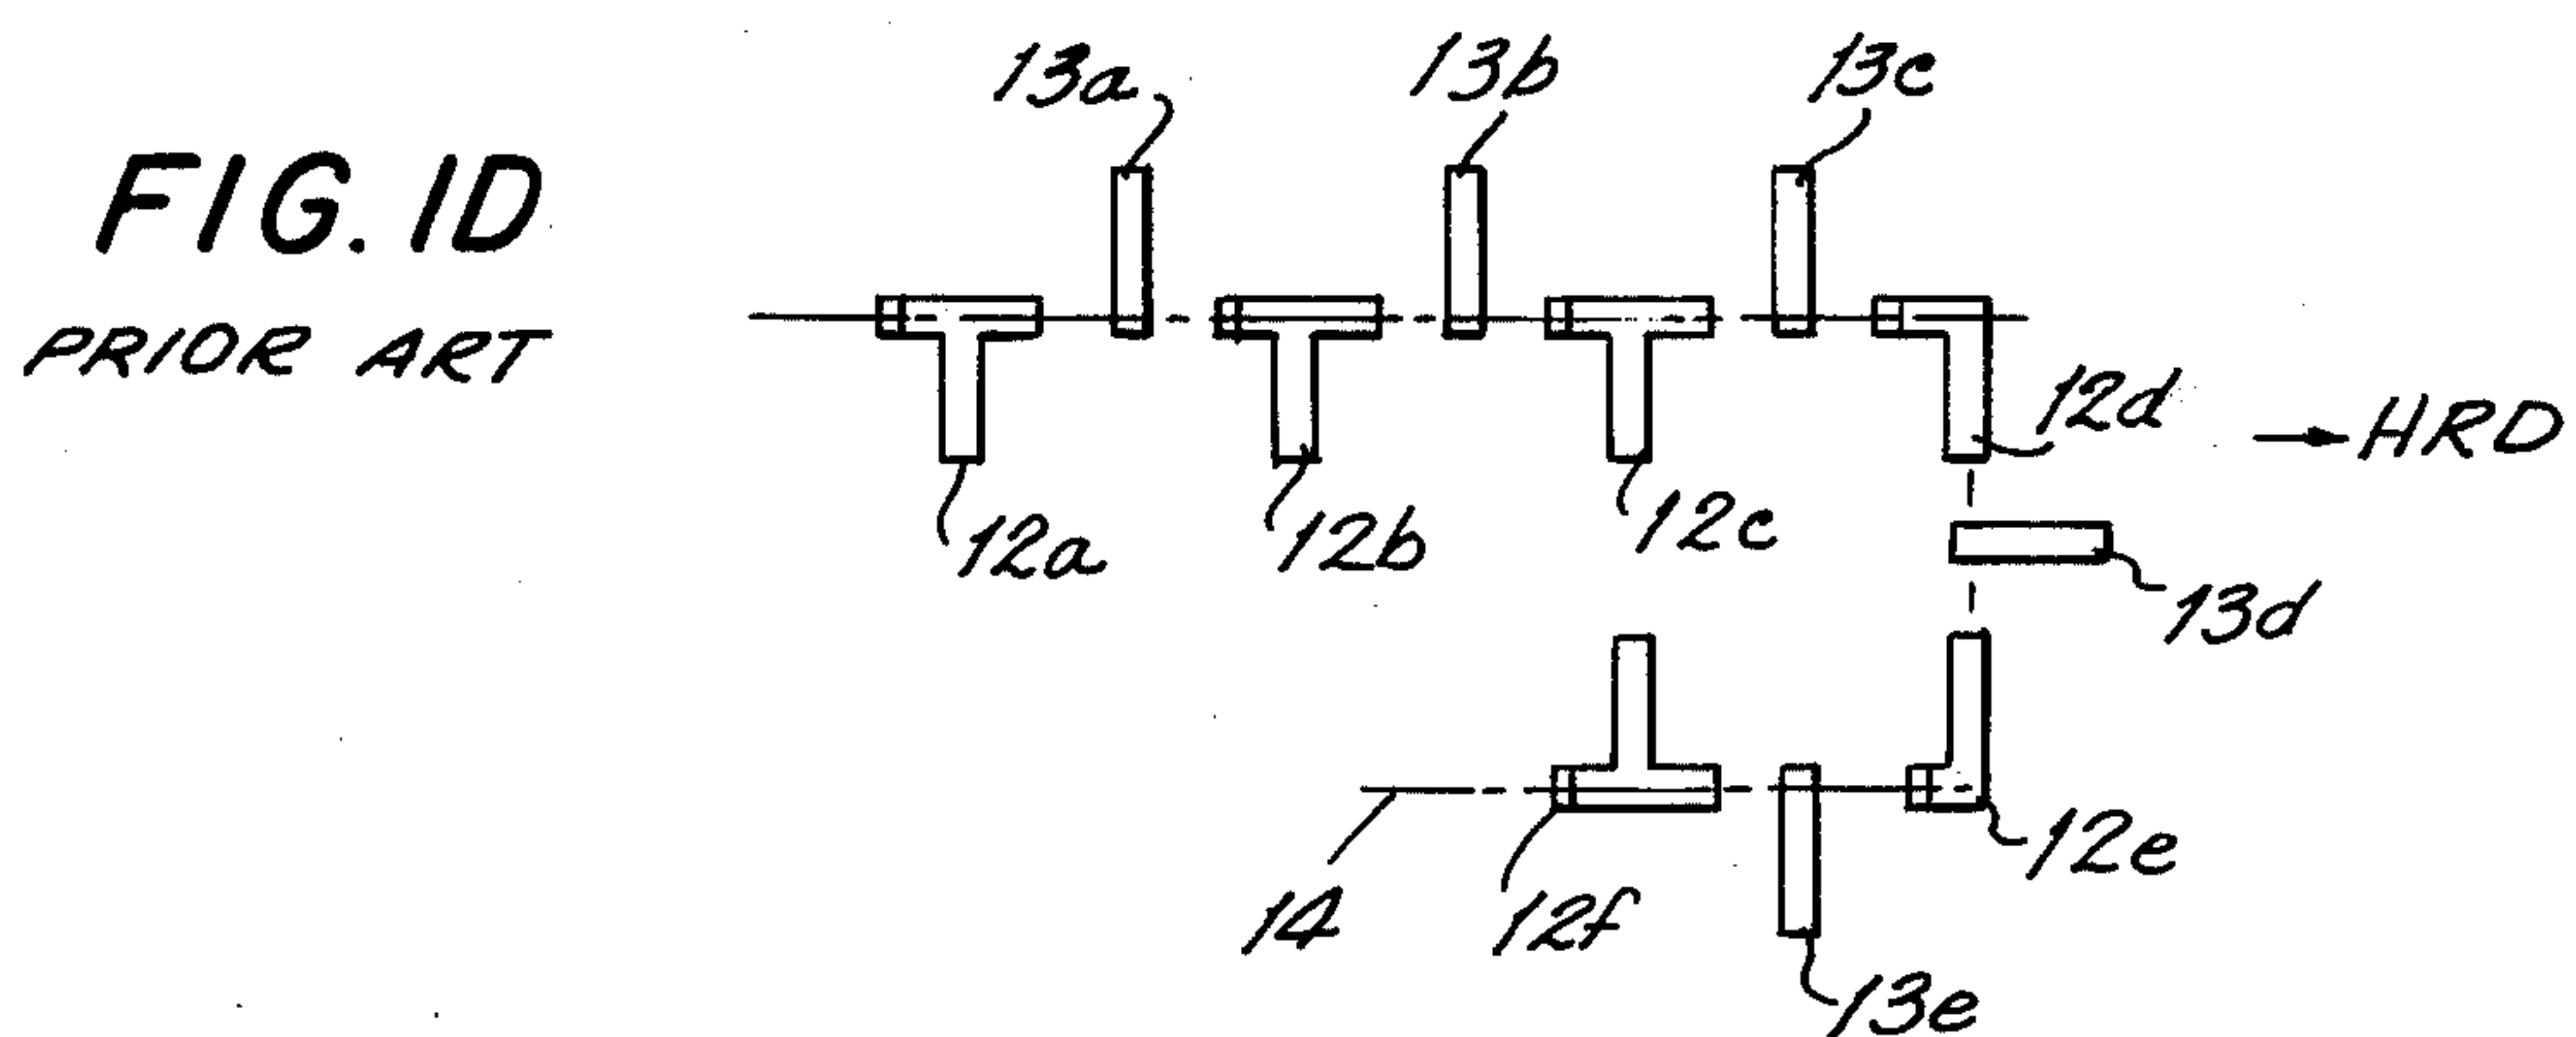 13a 13b 13c
FIG. 1D
PRIOR ART
12d
HRD
12a 12b 12c
13d
12e
14 12f
13e